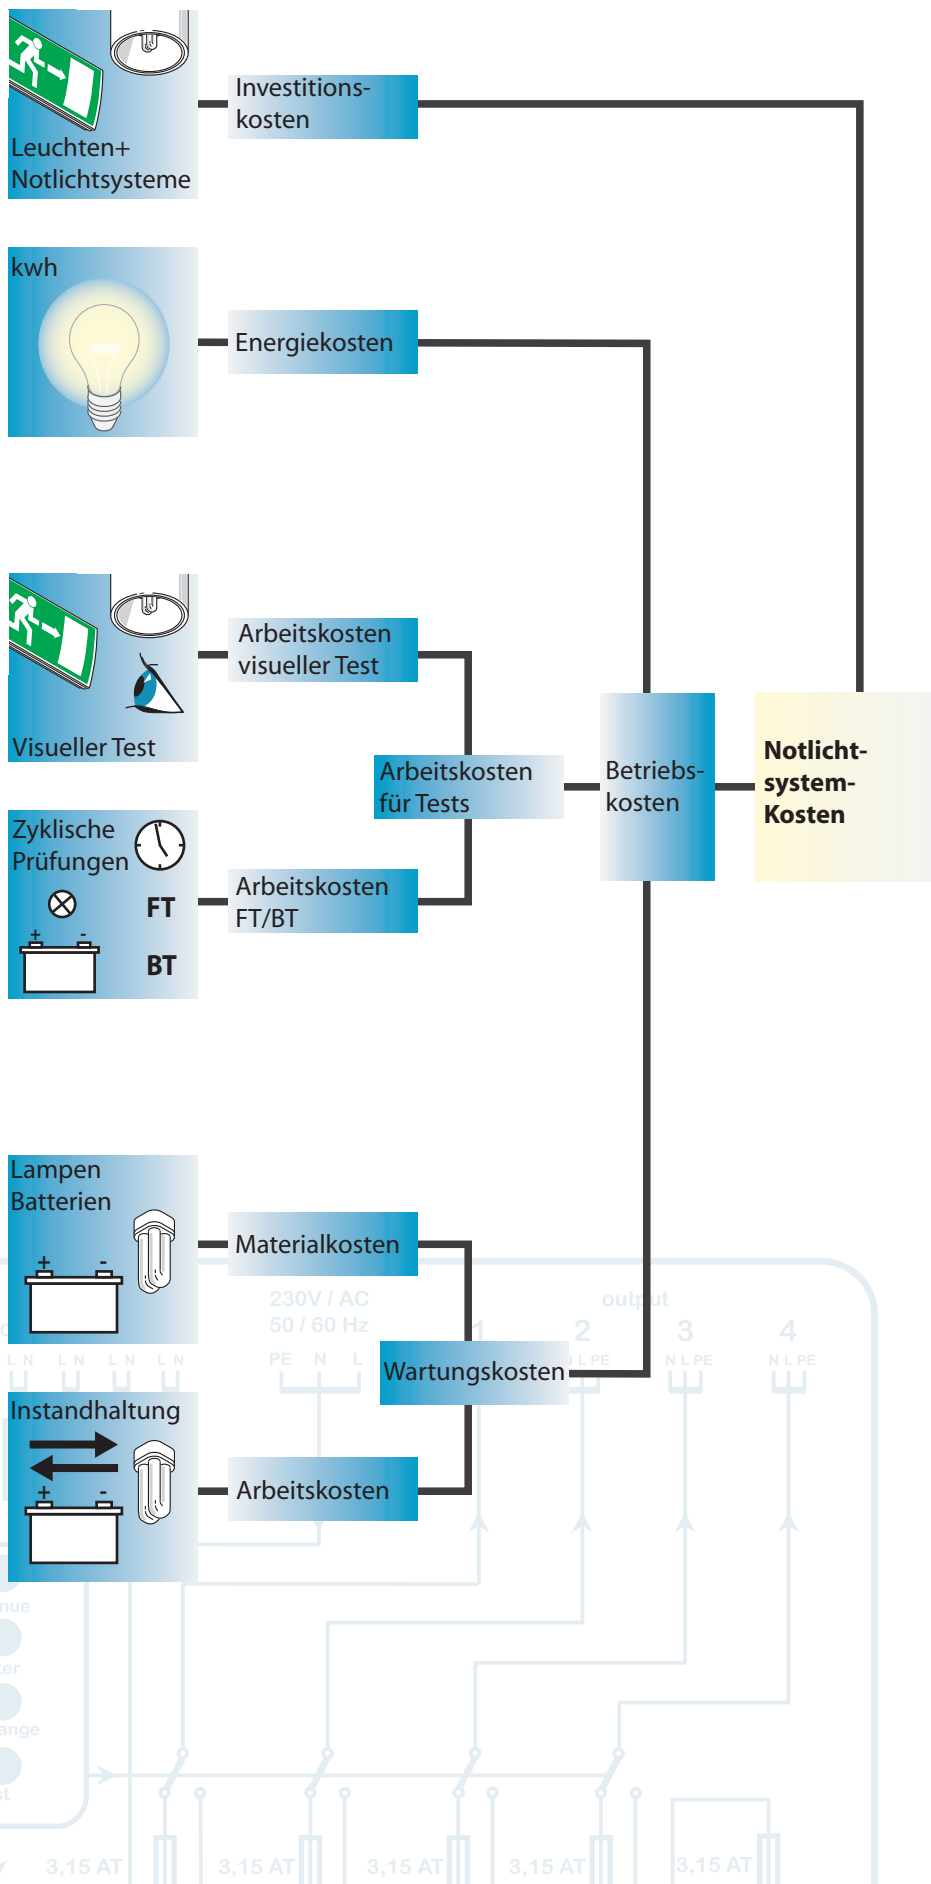 Leuchten+
Notlichtsysteme
Investitions-
kosten
kwh
Energiekosten
Visueller Test
Arbeitskosten
visueller Test
Zyklische
Prüfungen
FT
+ -
BT
Arbeitskosten
FT/BT
Arbeitskosten
für Tests
Betriebs-
kosten
Notlicht-
system-
Kosten
Lampen
Batterien
+ -
Materialkosten
Wartungskosten
Instandhaltung
+ -
Arbeitskosten
230V / AC
50 / 60 Hz
output
1 2 3 4
L N L N L N L N
PE N L
N L PE
N L PE
N L PE
3,15 AT 3,15 AT 3,15 AT 3,15 AT 3,15 AT